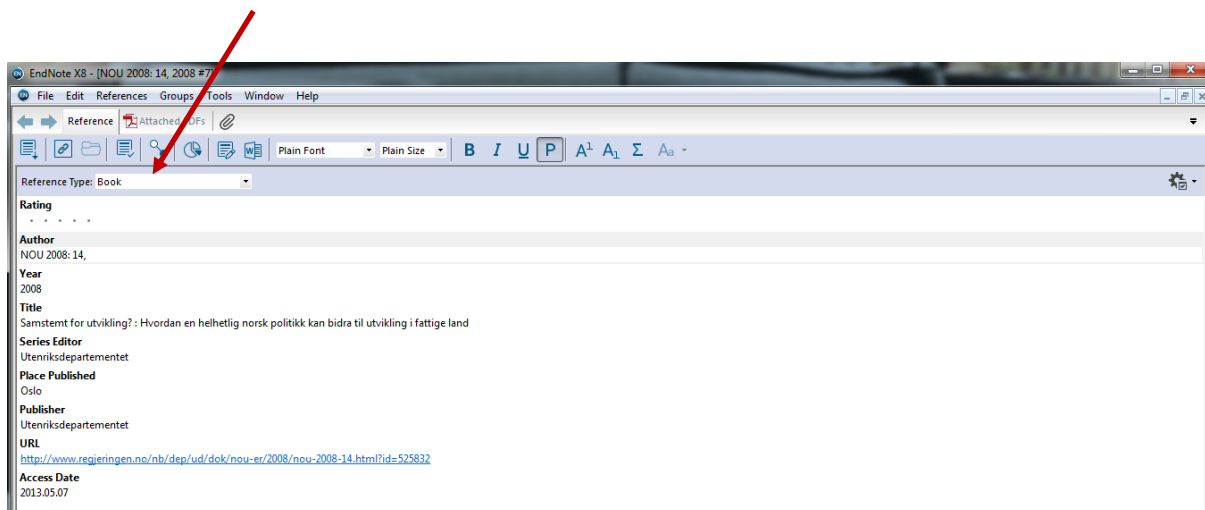 EndNote X8 - [NOU 2008: 14, 2008 #7]
File Edit References Groups Tools Window Help
Reference Attached PDFs
Plain Font Plain Size B I U P A1 A1 Σ Aa
Reference Type: Book
Rating
Author
NOU 2008: 14,
Year
2008
Title
Samstemt for utvikling? : Hvordan en helhetlig norsk politikk kan bidra til utvikling i fattige land
Series Editor
Utenriksdepartementet
Place Published
Oslo
Publisher
Utenriksdepartementet
URL
http://www.regjeringen.no/nb/dep/ud/dok/nou-er/2008/nou-2008-14.html?id=525832
Access Date
2013.05.07